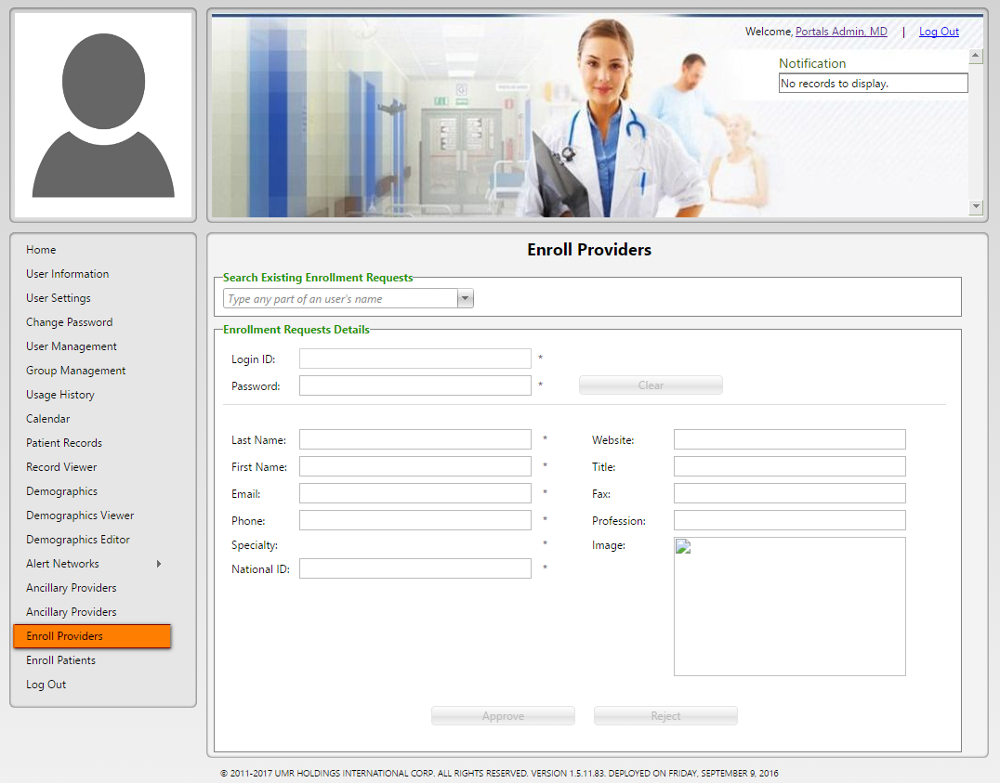 Welcome, Portals Admin, MD | Log Out
Notification
No records to display.
Home
User Information
User Settings
Change Password
User Management
Group Management
Usage History
Calendar
Patient Records
Record Viewer
Demographics
Demographics Viewer
Demographics Editor
Alert Networks
Ancillary Providers
Ancillary Providers
Enroll Providers
Enroll Patients
Log Out
Enroll Providers
Search Existing Enrollment Requests
Type any part of an user's name
Enrollment Requests Details
Login ID: *
Password: * Clear
Last Name: * Website:
First Name: * Title:
Email: * Fax:
Phone: * Profession:
Specialty: * Image:
National ID: *
Approve Reject
© 2011-2017 UMR HOLDINGS INTERNATIONAL CORP. ALL RIGHTS RESERVED. VERSION 1.5.11.83. DEPLOYED ON FRIDAY, SEPTEMBER 9, 2016